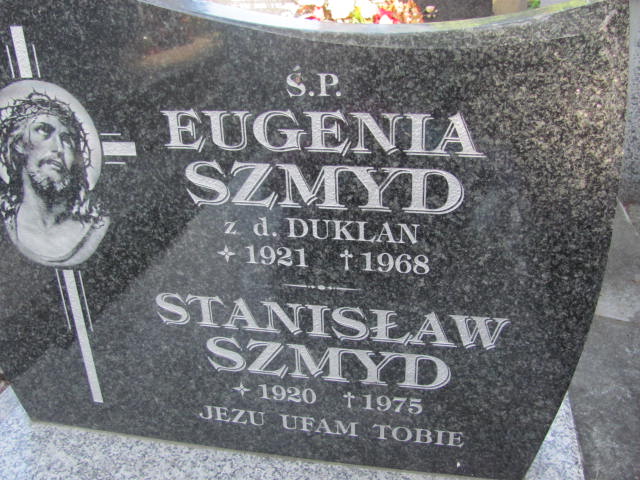 Ś.P.
EUGENIA
SZMYD
z d. DUKLAN
✦ 1921 † 1968
STANISŁAW
SZMYD
✦ 1920 † 1975
JEZU UFAM TOBIE